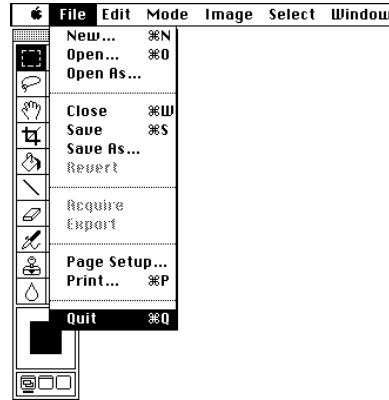 File Edit Mode Image Select Window
New... ⌘N
Open... ⌘O
Open As...
Close ⌘W
Save ⌘S
Save As...
Revert
Acquire
Export
Page Setup...
Print... ⌘P
Quit ⌘Q